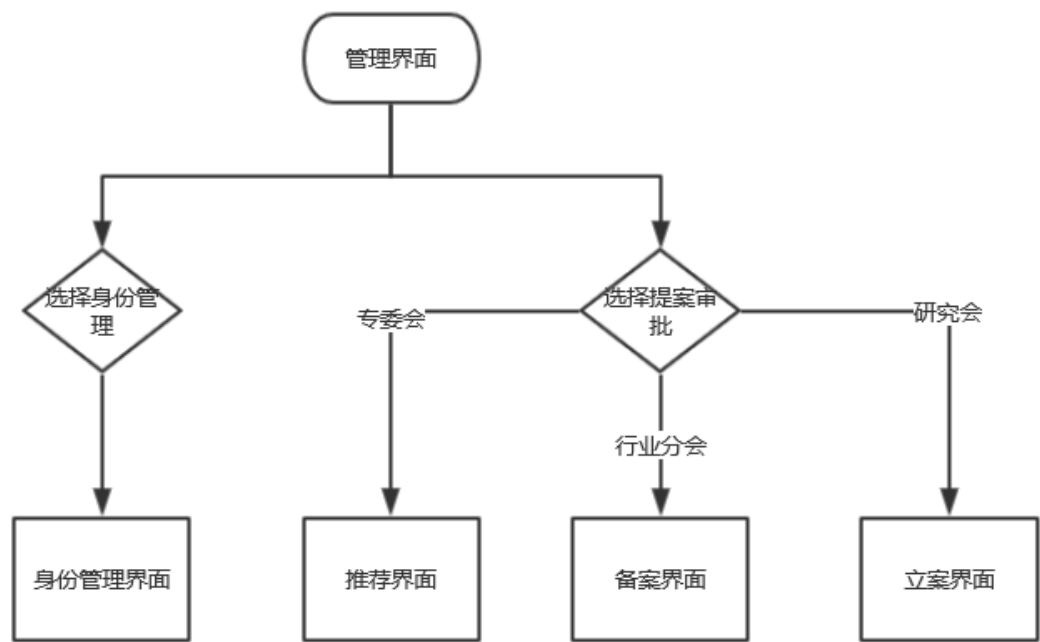 管理界面
选择身份管
理
选择提案审
批
专委会
研究会
行业分会
身份管理界面
推荐界面
备案界面
立案界面